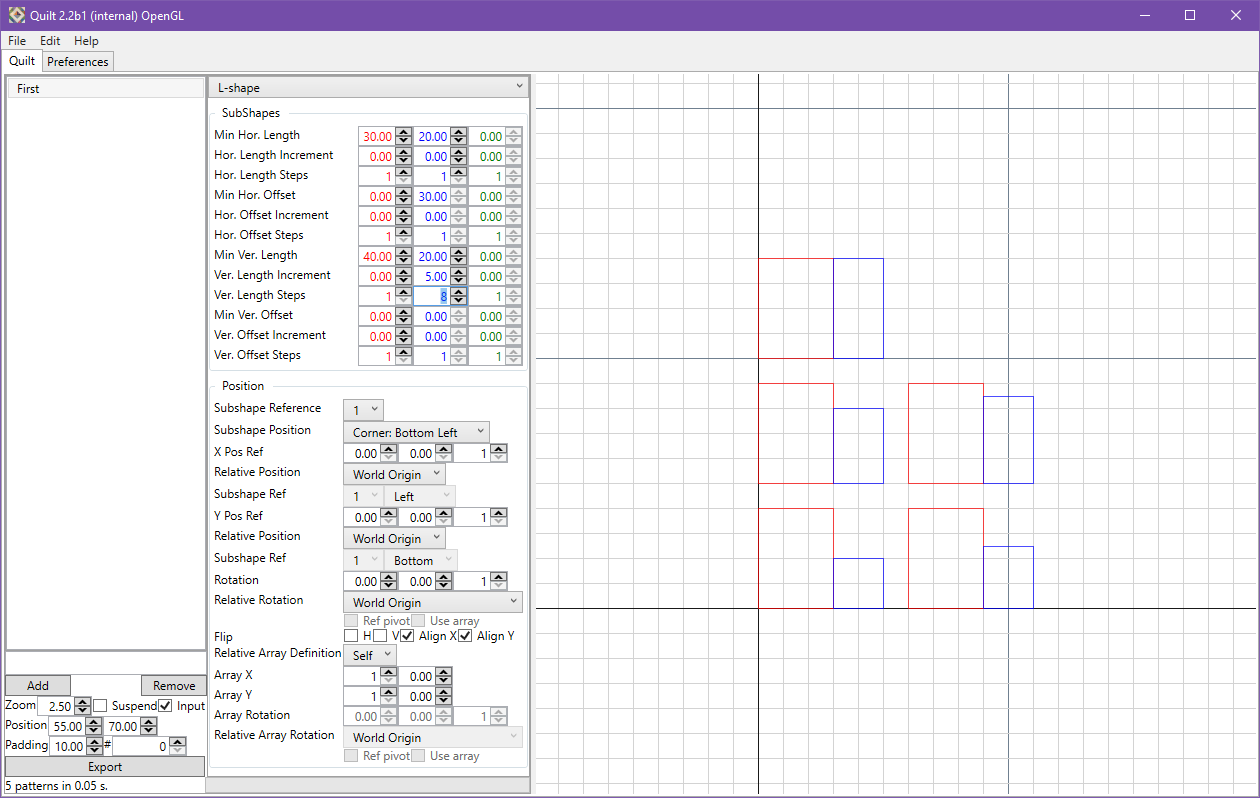 Quilt 2.2b1 (internal) OpenGL
File Edit Help
Quilt Preferences
First
L-shape
SubShapes
Min Hor. Length 30.00 20.00 0.00
Hor. Length Increment 0.00 0.00 0.00
Hor. Length Steps 1 1 1
Min Hor. Offset 0.00 30.00 0.00
Hor. Offset Increment 0.00 0.00 0.00
Hor. Offset Steps 1 1 1
Min Ver. Length 40.00 20.00 0.00
Ver. Length Increment 0.00 5.00 0.00
Ver. Length Steps 1 8 1
Min Ver. Offset 0.00 0.00 0.00
Ver. Offset Increment 0.00 0.00 0.00
Ver. Offset Steps 1 1 1
Position
Subshape Reference 1
Subshape Position Corner: Bottom Left
X Pos Ref 0.00 0.00 1
Relative Position World Origin
Subshape Ref 1 Left
Y Pos Ref 0.00 0.00 1
Relative Position World Origin
Subshape Ref 1 Bottom
Rotation 0.00 0.00 1
Relative Rotation World Origin
Ref pivot Use array
Flip H V Align X Align Y
Relative Array Definition Self
Array X 1 0.00
Array Y 1 0.00
Array Rotation 0.00 0.00 1
Relative Array Rotation World Origin
Ref pivot Use array
Add Remove
Zoom 2.50 Suspend Input
Position 55.00 70.00
Padding 10.00 # 0
Export
5 patterns in 0.05 s.